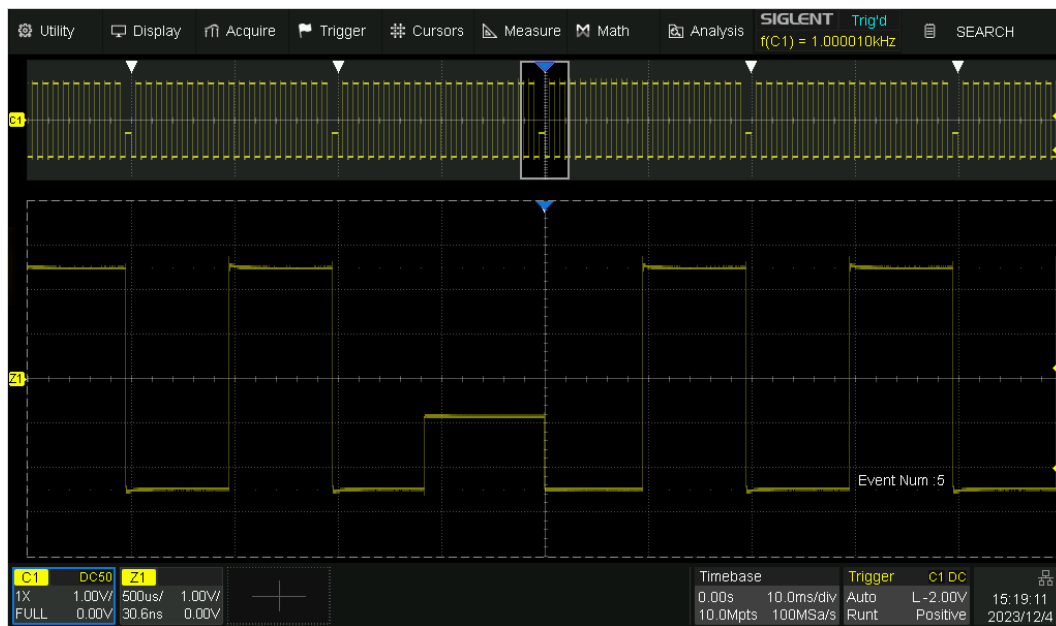 Utility Display Acquire Trigger Cursors Measure Math Analysis SIGLENT Trig'd SEARCH
f(C1) = 1.000010kHz
C1
Z1
Event Num :5
C1 DC50 Z1 Timebase Trigger C1 DC
1X 1.00V/ 500us/ 1.00V/ 0.00s 10.0ms/div Auto L-2.00V 15:19:11
FULL 0.00V 30.6ns 0.00V 10.0Mpts 100MSa/s Runt Positive 2023/12/4